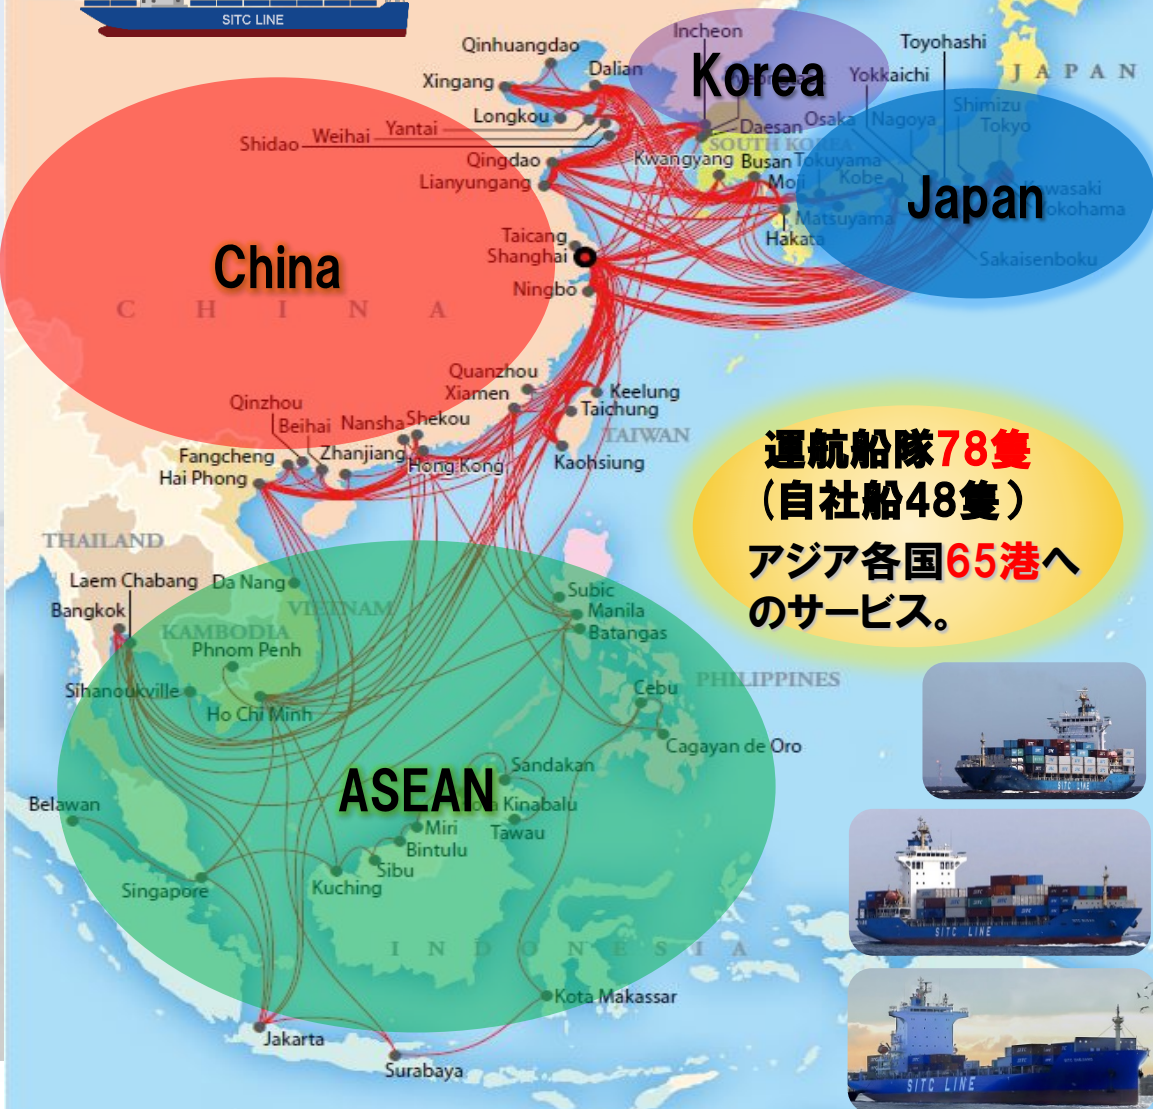 SITC LINE
Incheon
Toyohashi
Qinhuangdao
Korea
Yokkaichi
JAPAN
Xingang
Dalian
Shimizu
Longkou
Osaka
Nagoya
Tokyo
Daesan
Yantai
Weihai
Shidao
SOUTH KOREA
Qingdao
Kwangyang
Busan
Tokuyama
Lianyungang
Moji
Kobe
Japan
Kawasaki
Matsuyama
Yokohama
Hakata
Taicang
Shanghai
Sakaisenboku
China
Ningbo
CHINA
Quanzhou
Xiamen
Keelung
Taichung
Qinzhou
Beihai
Nansha
Shekou
TAIWAN
Fangcheng
Zhanjiang
Hong Kong
Kaohsiung
Hai Phong
運航船隊78隻
(自社船48隻)
アジア各国65港へ
のサービス。
THAILAND
Laem Chabang
Da Nang
Bangkok
VIETNAM
Subic
Manila
KAMBODIA
Batangas
Phnom Penh
Sihanoukville
Cebu
PHILIPPINES
Ho Chi Minh
Cagayan de Oro
Sandakan
ASEAN
Belawan
Kota Kinabalu
Miri
Tawau
Bintulu
Sibu
Singapore
Kuching
INDONESIA
Kota Makassar
Jakarta
Surabaya
SITC LINE
SITC LINE
SITC LINE